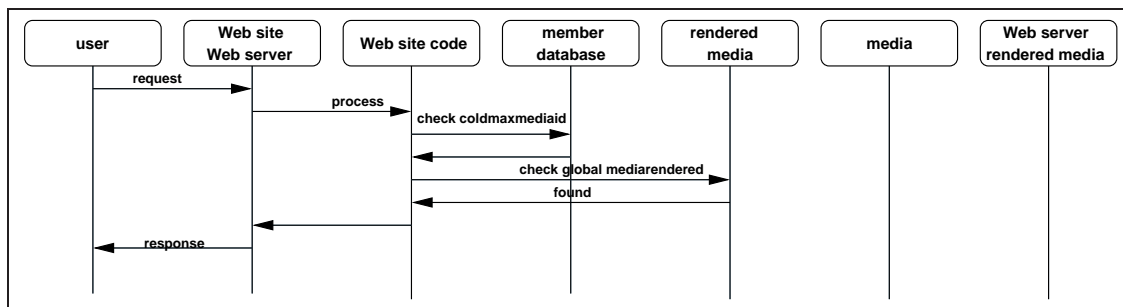 user
Web site
Web server
Web site code
member
database
rendered
media
media
Web server
rendered media
request
process
check coldmaxmediaid
check global mediarendered
found
response